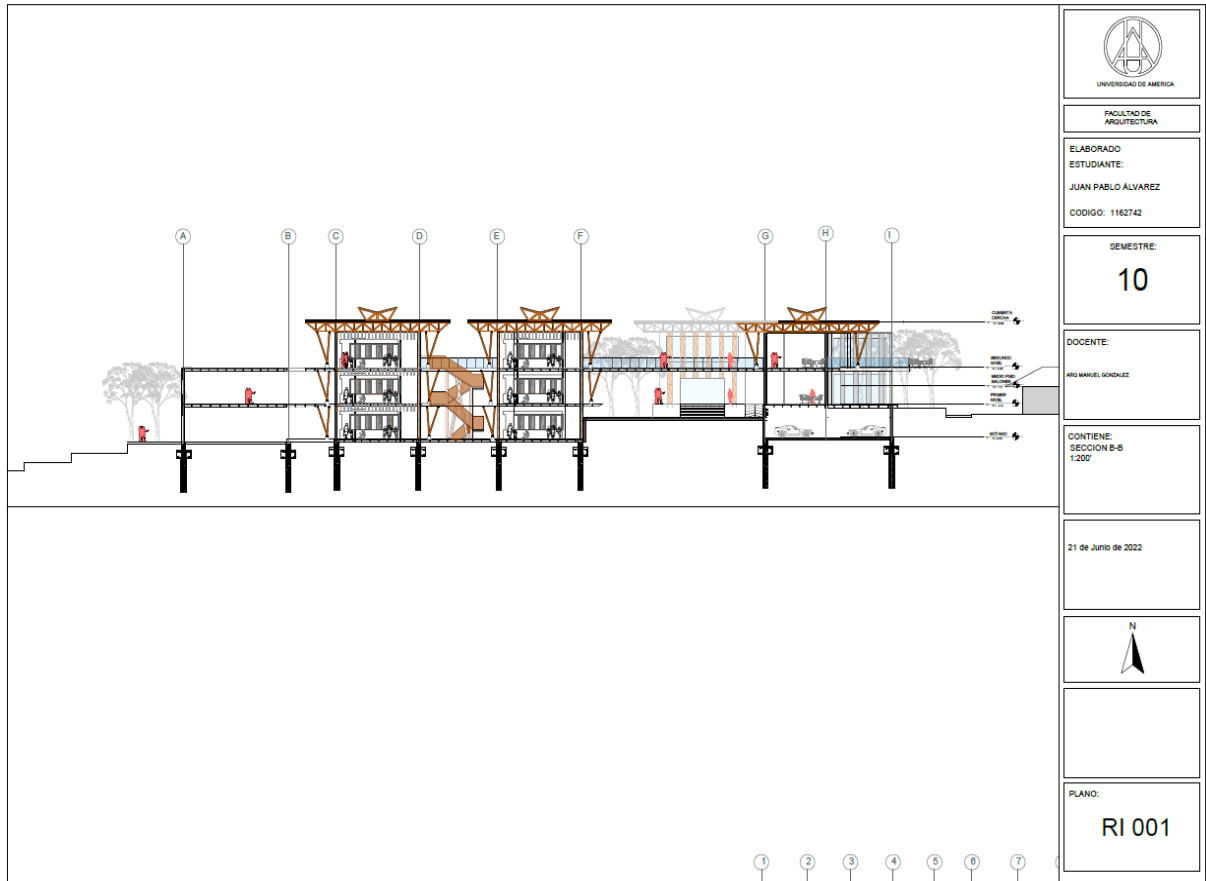 A B C D E F G H I
CUBIERTA
CERCHA
SEGUNDO
NIVEL
MEDIO PISO
SALONES
PRIMER
NIVEL
SOTANO
1 2 3 4 5 6 7
UNIVERSIDAD DE AMERICA
FACULTAD DE
ARQUITECTURA
ELABORADO
ESTUDIANTE:
JUAN PABLO ÁLVAREZ
CODIGO: 1162742
SEMESTRE:
10
DOCENTE:
ARQ MANUEL GONZALEZ
CONTIENE:
SECCION B-B
1:200'
21 de Junio de 2022
N
PLANO:
RI 001